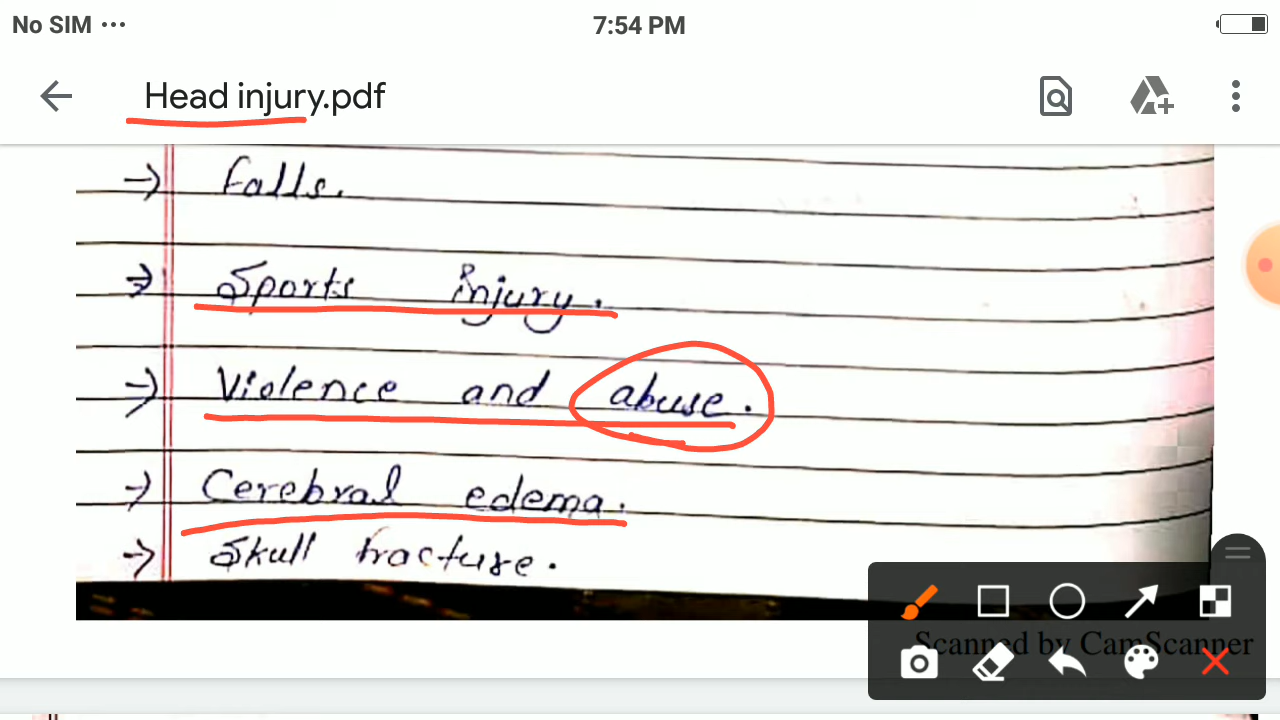 No SIM ···
7:54 PM
Head injury.pdf
→ falls.
→ Sports injury.
→ Violence and abuse.
→ Cerebral edema.
→ Skull fracture.
Scanned by CamScanner